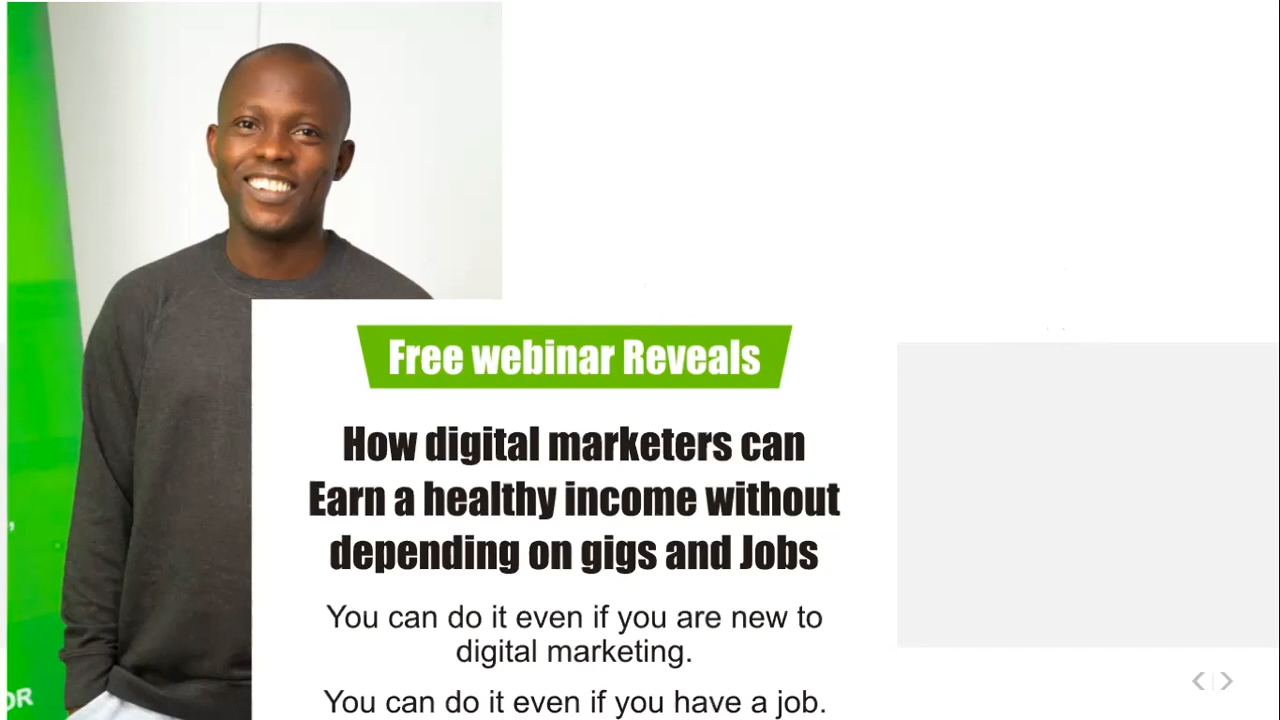 Free webinar Reveals
How digital marketers can
Earn a healthy income without
depending on gigs and Jobs
You can do it even if you are new to
digital marketing.
You can do it even if you have a job.
OR